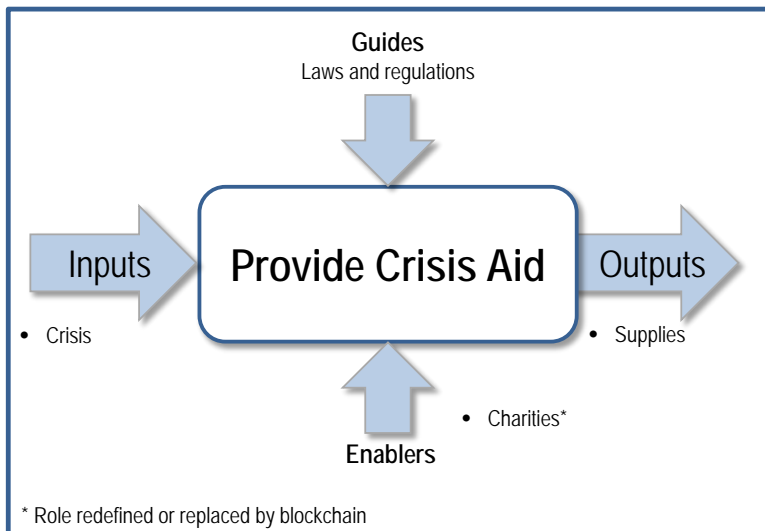 Guides
Laws and regulations
Inputs
Provide Crisis Aid
Outputs
• Crisis
• Supplies
• Charities*
Enablers
* Role redefined or replaced by blockchain